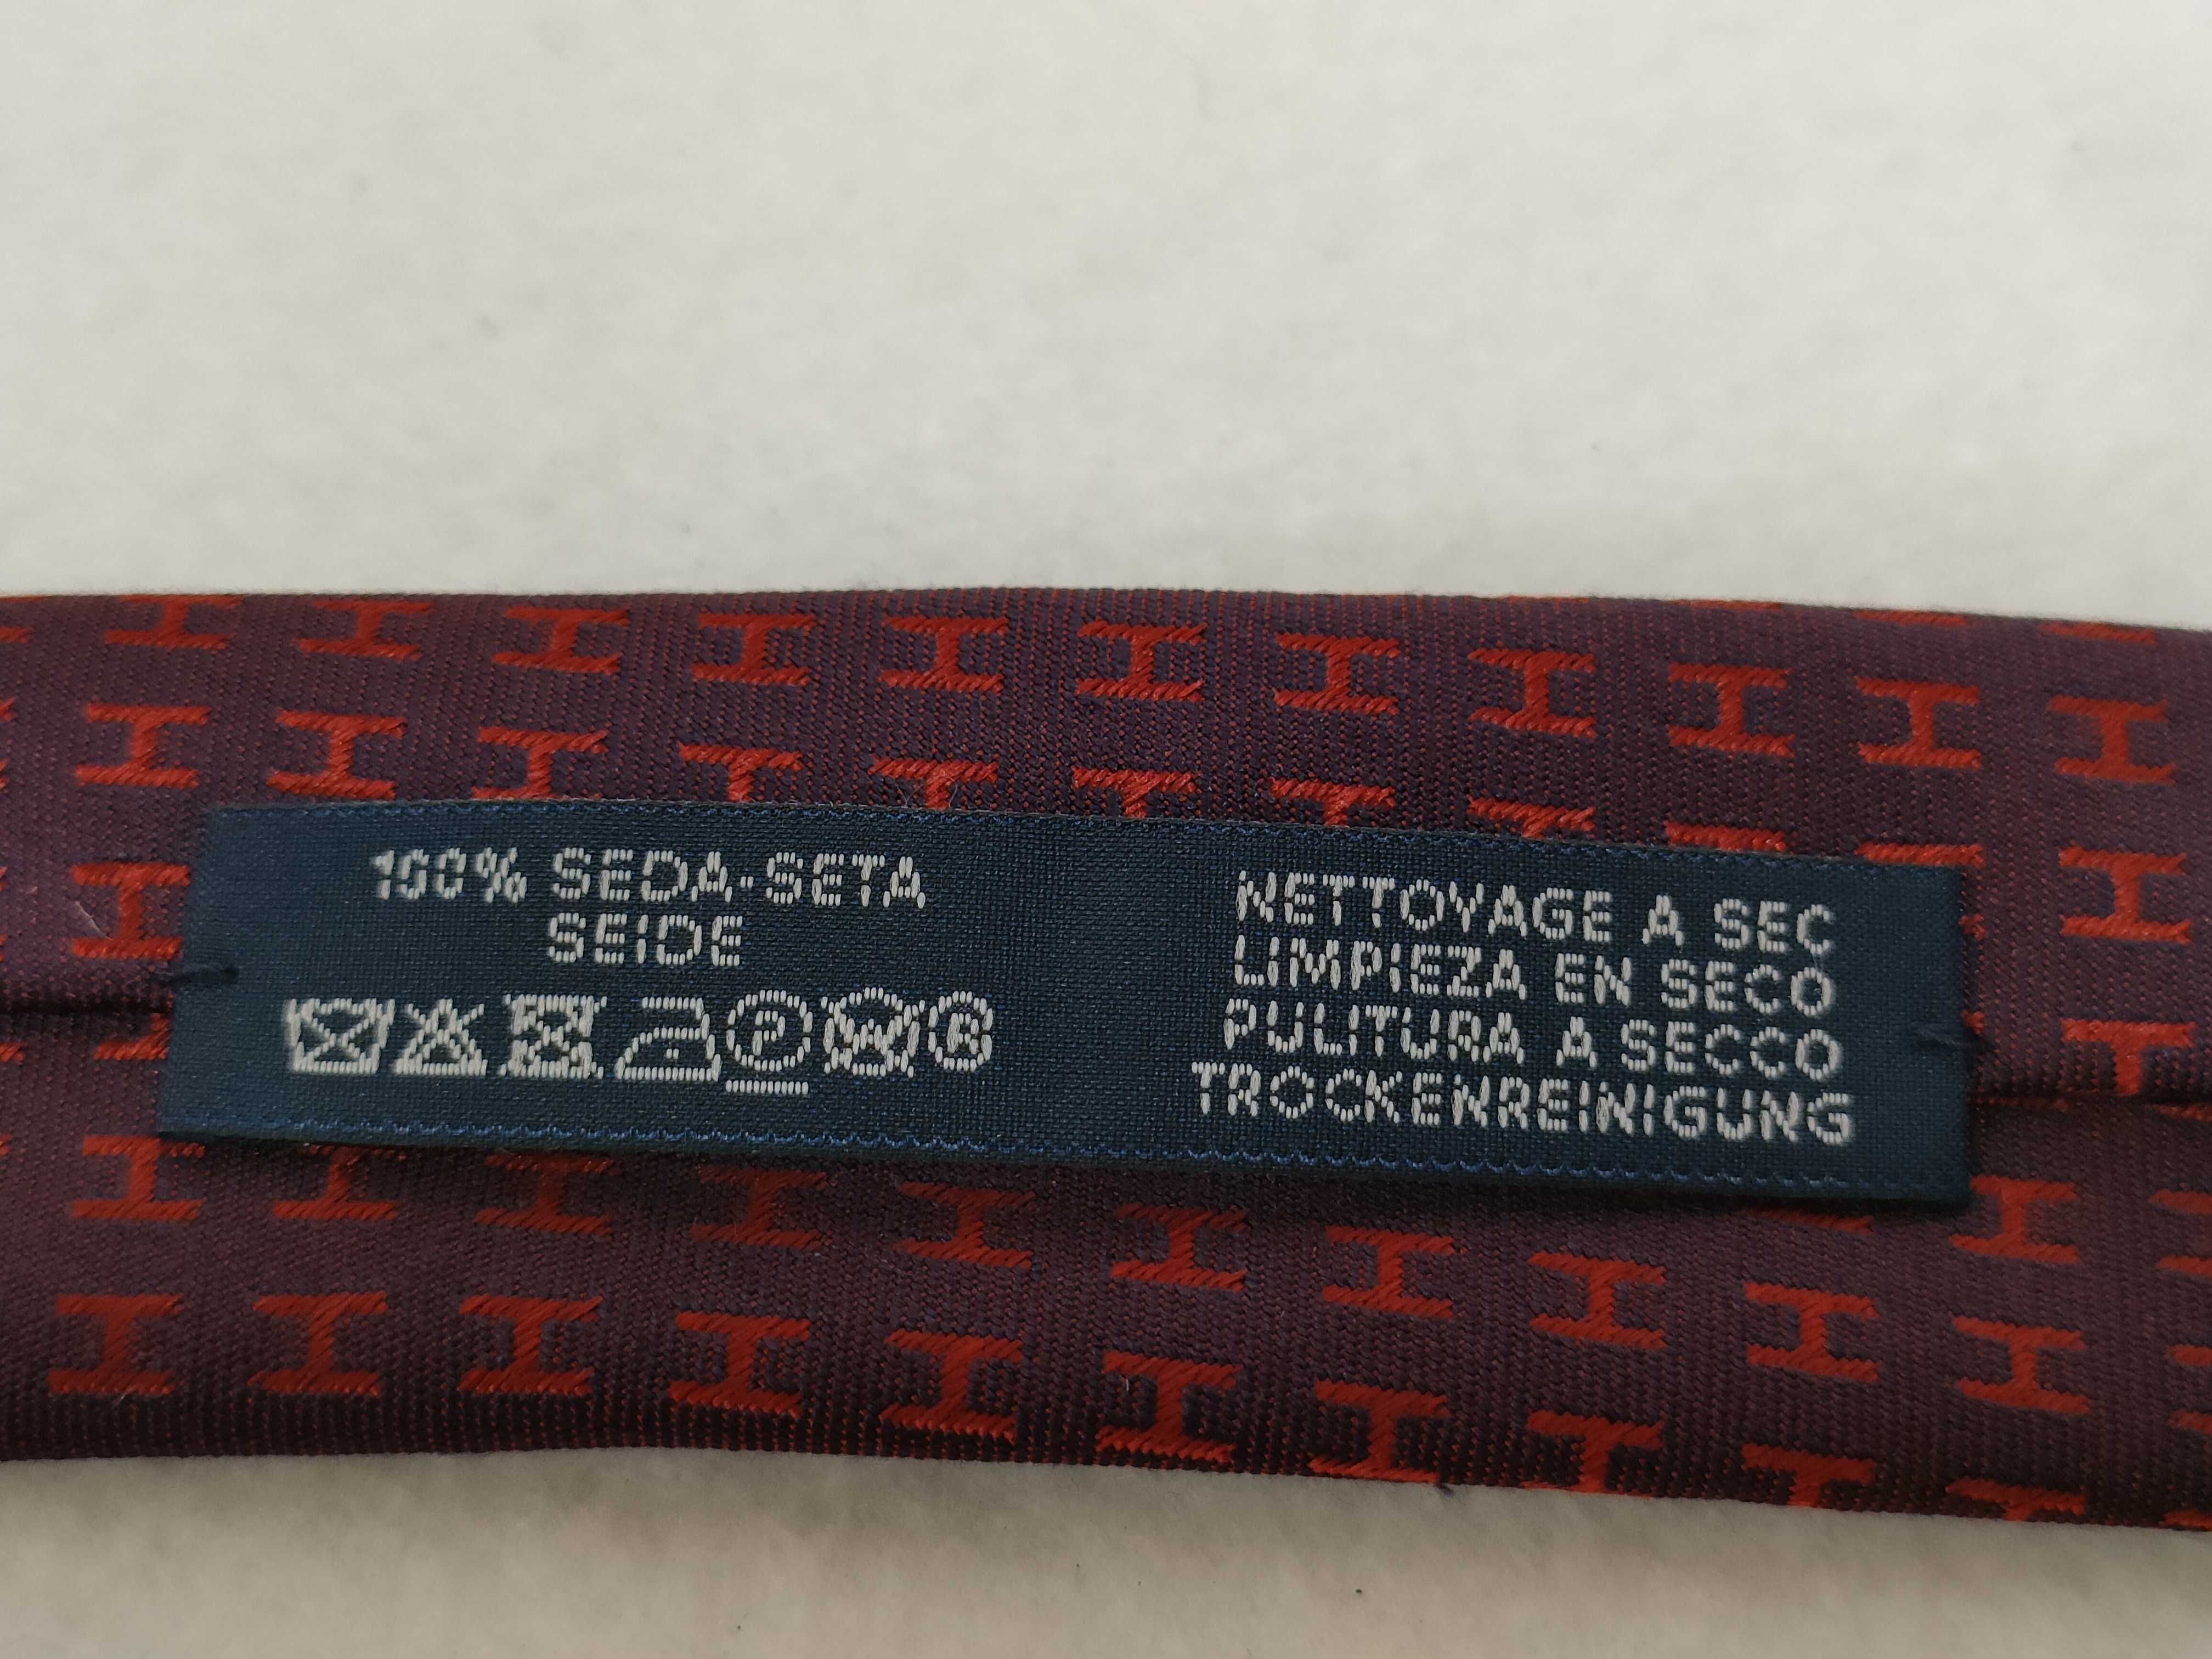 100% SEDA-SETA
SEIDE
P W G
NETTOYAGE A SEC
LIMPIEZA EN SECO
PULITURA A SECCO
TROCKENREINIGUNG